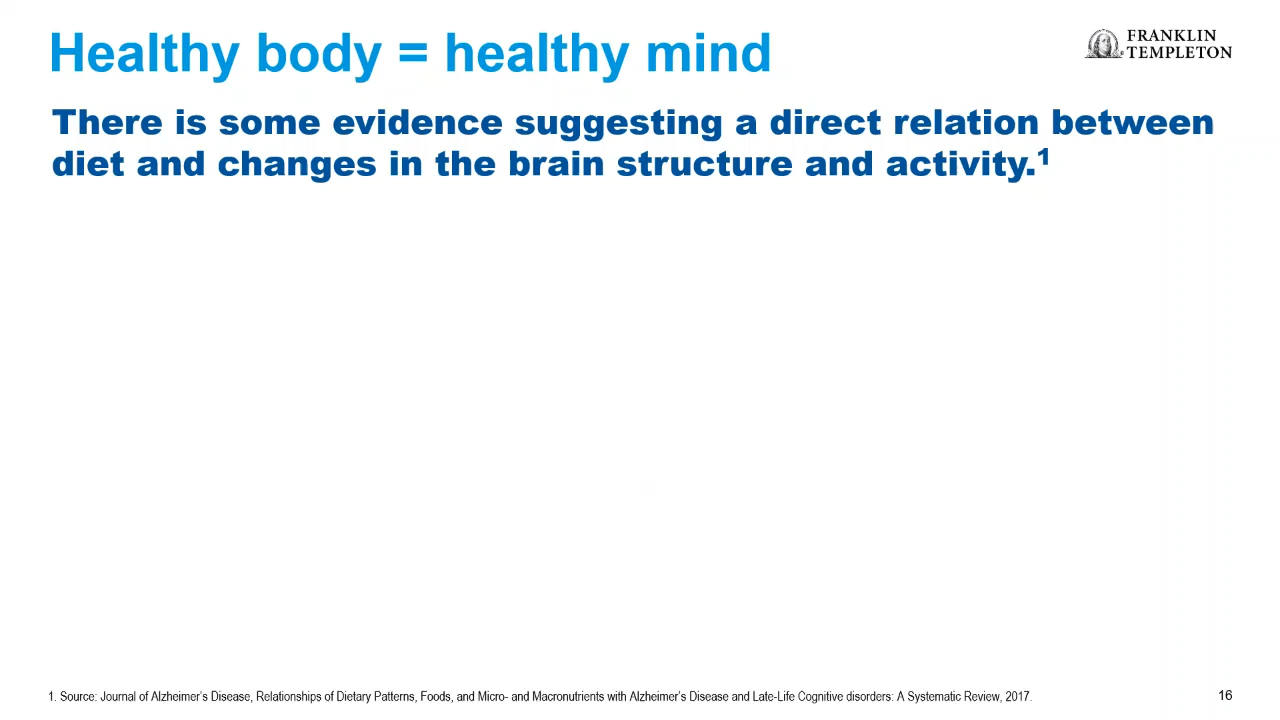 Healthy body = healthy mind
FRANKLIN
TEMPLETON
There is some evidence suggesting a direct relation between
diet and changes in the brain structure and activity.¹
1. Source: Journal of Alzheimer's Disease, Relationships of Dietary Patterns, Foods, and Micro- and Macronutrients with Alzheimer's Disease and Late-Life Cognitive disorders: A Systematic Review, 2017.
16